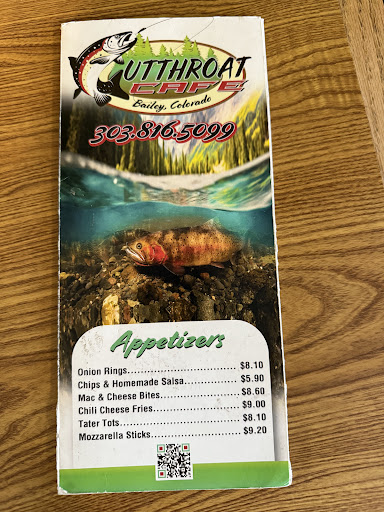 CUTTHROAT
CAFE
Bailey, Colorado
303.816.5099
Appetizers
Onion Rings........................ $8.10
Chips & Homemade Salsa............... $5.90
Mac & Cheese Bites.................. $8.60
Chili Cheese Fries.................... $9.00
Tater Tots.......................... $8.10
Mozzarella Sticks.................... $9.20